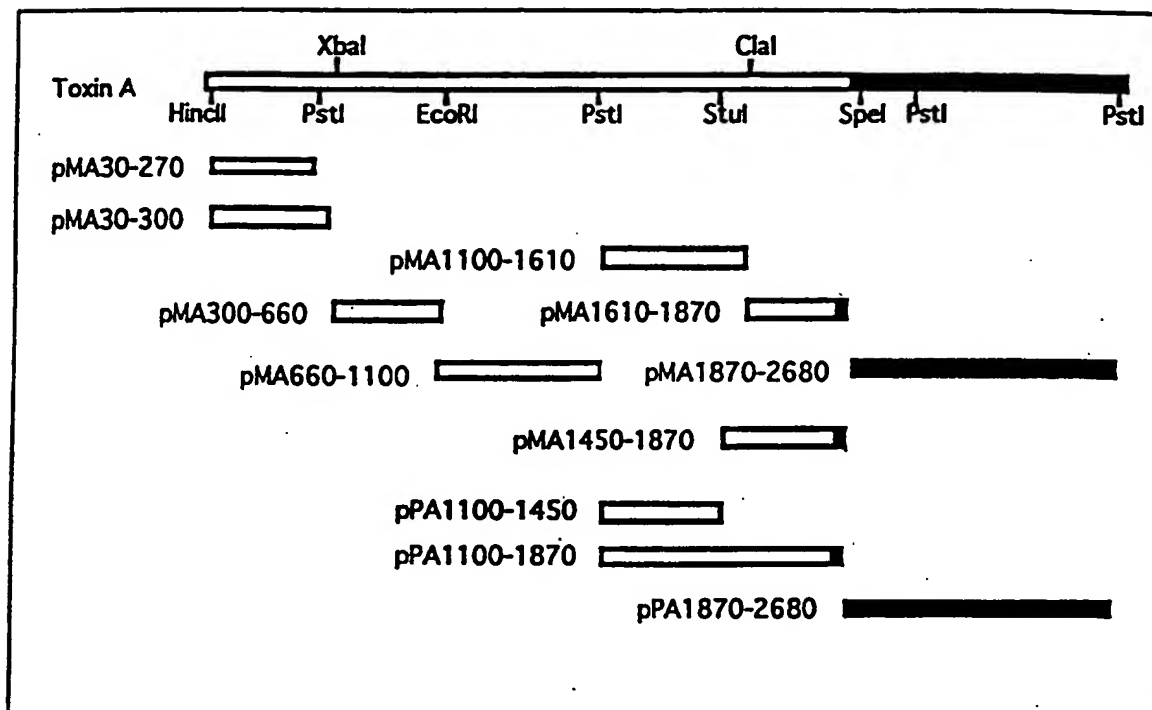 XbaI ClaI
Toxin A
HincII PstI EcoRI PstI StuI SpeI PstI PstI
pMA30-270
pMA30-300
pMA1100-1610
pMA300-660 pMA1610-1870
pMA660-1100 pMA1870-2680
pMA1450-1870
pPA1100-1450
pPA1100-1870
pPA1870-2680